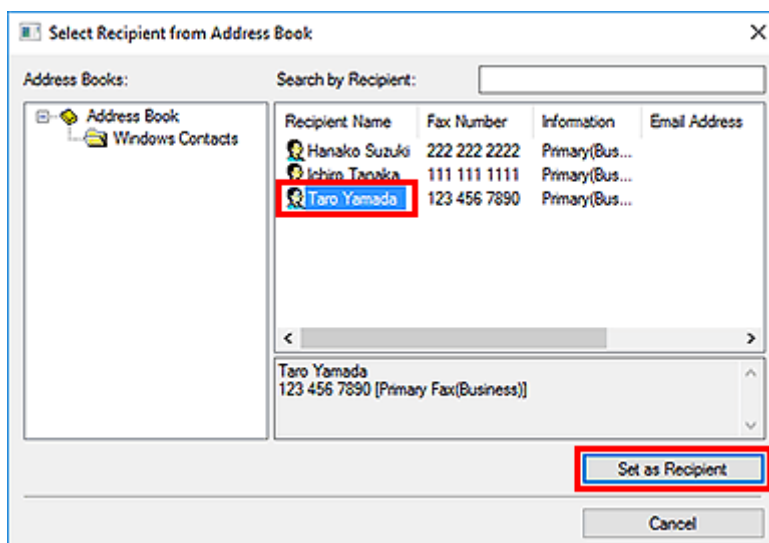 Select Recipient from Address Book
Address Books:
Search by Recipient:
Address Book
Windows Contacts
Recipient Name Fax Number Information Email Address
Hanako Suzuki 222 222 2222 Primary(Bus...
Ichiro Tanaka 111 111 1111 Primary(Bus...
Taro Yamada 123 456 7890 Primary(Bus...
Taro Yamada
123 456 7890 [Primary Fax(Business)]
Set as Recipient
Cancel